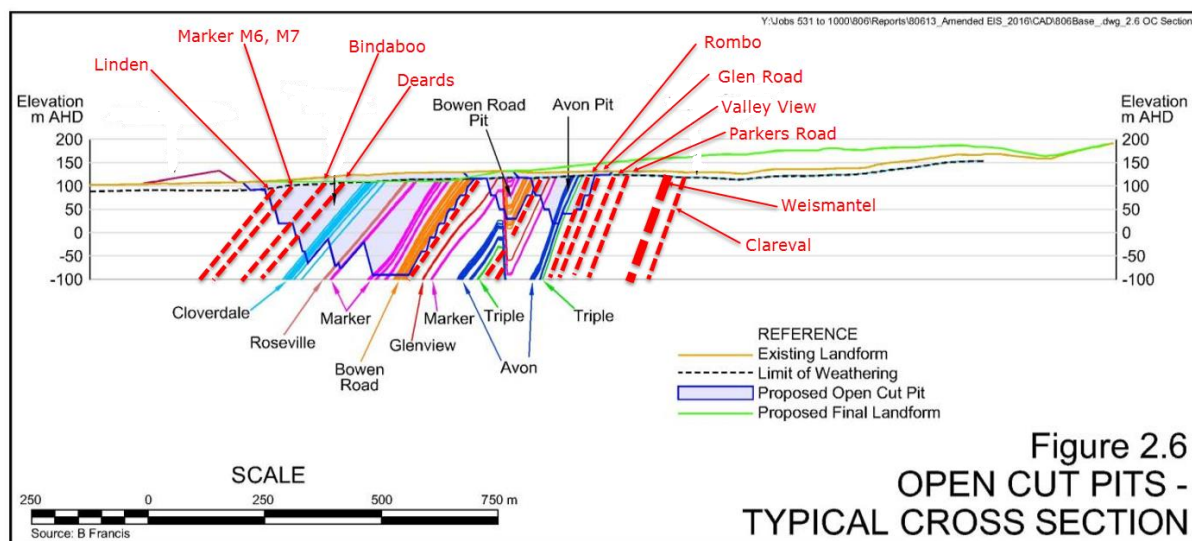 Y:\Jobs 531 to 1000\806\Reports\80613_Amended EIS_2016\CAD\806Base_.dwg_2.6 OC Section
Marker M6, M7
Linden
Bindaboo
Deards
Rombo
Glen Road
Valley View
Parkers Road
Bowen Road
Pit
Avon Pit
Elevation
m AHD
200
150
100
50
0
-50
-100
Elevation
m AHD
200
150
100
50
0
-50
-100
Weismantel
Clareval
Cloverdale
Roseville
Marker
Bowen
Road
Glenview
Marker
Triple
Avon
Triple
REFERENCE
Existing Landform
Limit of Weathering
Proposed Open Cut Pit
Proposed Final Landform
SCALE
250 0 250 500 750 m
Source: B Francis
Figure 2.6
OPEN CUT PITS -
TYPICAL CROSS SECTION